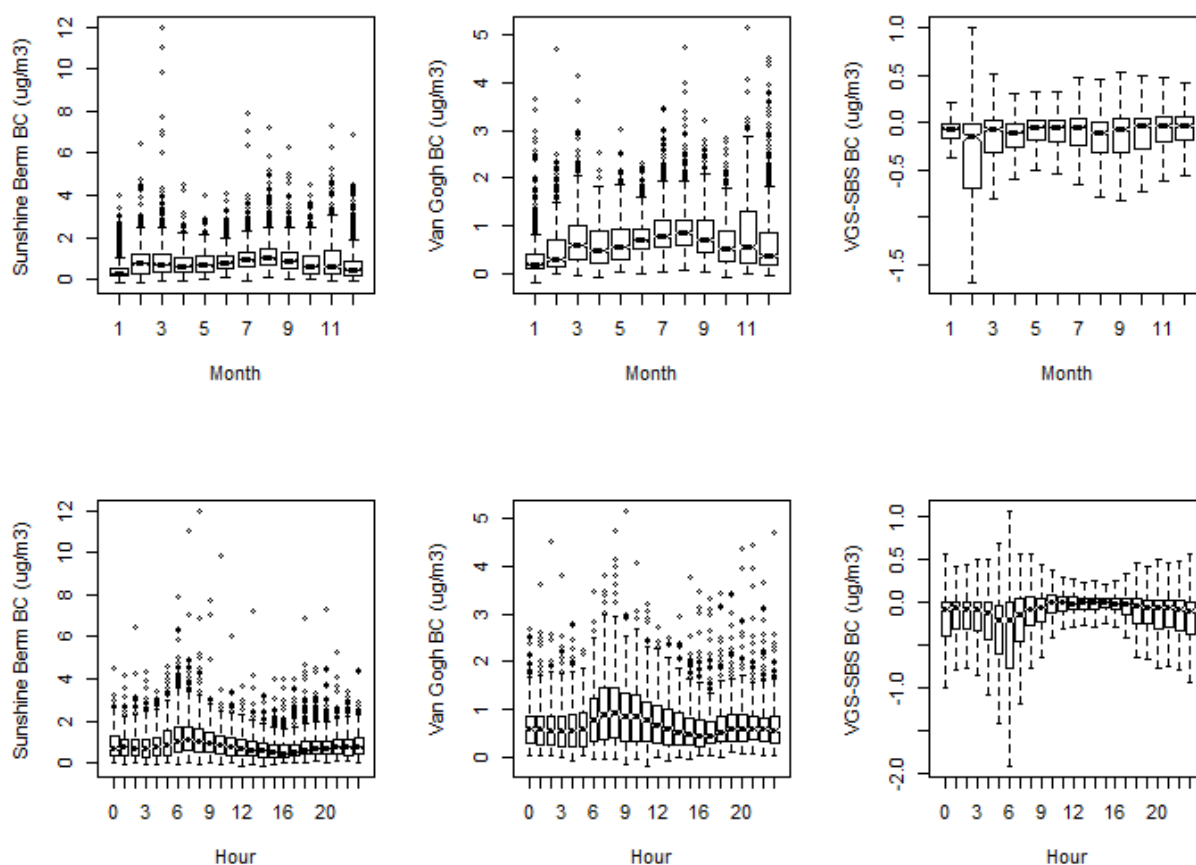 Sunshine Berm BC (ug/m3)
0 2 4 6 8 10 12
1 3 5 7 9 11
Month
Van Gogh BC (ug/m3)
0 1 2 3 4 5
1 3 5 7 9 11
Month
VGS-SBS BC (ug/m3)
-1.5 -0.5 0.0 0.5 1.0
1 3 5 7 9 11
Month
Sunshine Berm BC (ug/m3)
0 2 4 6 8 10 12
0 3 6 9 12 16 20
Hour
Van Gogh BC (ug/m3)
0 1 2 3 4 5
0 3 6 9 12 16 20
Hour
VGS-SBS BC (ug/m3)
-2.0 -1.0 0.0 0.5 1.0
0 3 6 9 12 16 20
Hour